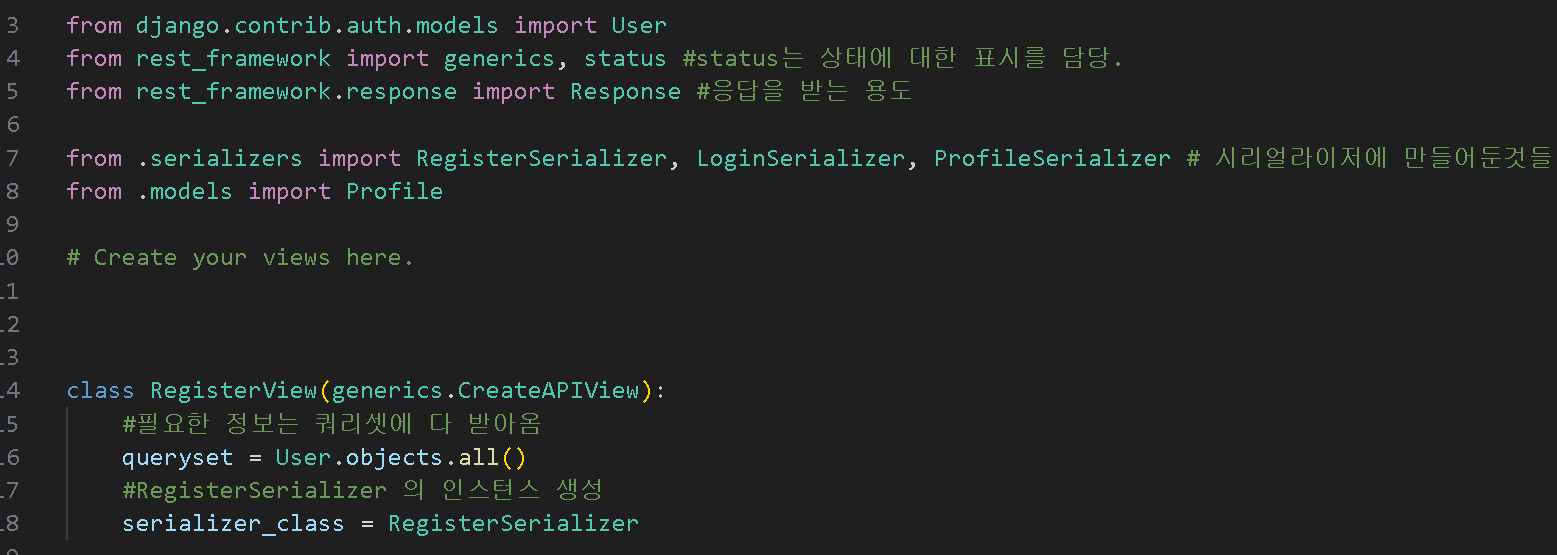 3 from django.contrib.auth.models import User
4 from rest_framework import generics, status #status는 상태에 대한 표시를 담당.
5 from rest_framework.response import Response #응답을 받는 용도
6
7 from .serializers import RegisterSerializer, LoginSerializer, ProfileSerializer # 시리얼라이저에 만들어둔것들
8 from .models import Profile
9
10 # Create your views here.
11
12
13
14 class RegisterView(generics.CreateAPIView):
15 #필요한 정보는 쿼리셋에 다 받아옴
16 queryset = User.objects.all()
17 #RegisterSerializer 의 인스턴스 생성
18 serializer_class = RegisterSerializer